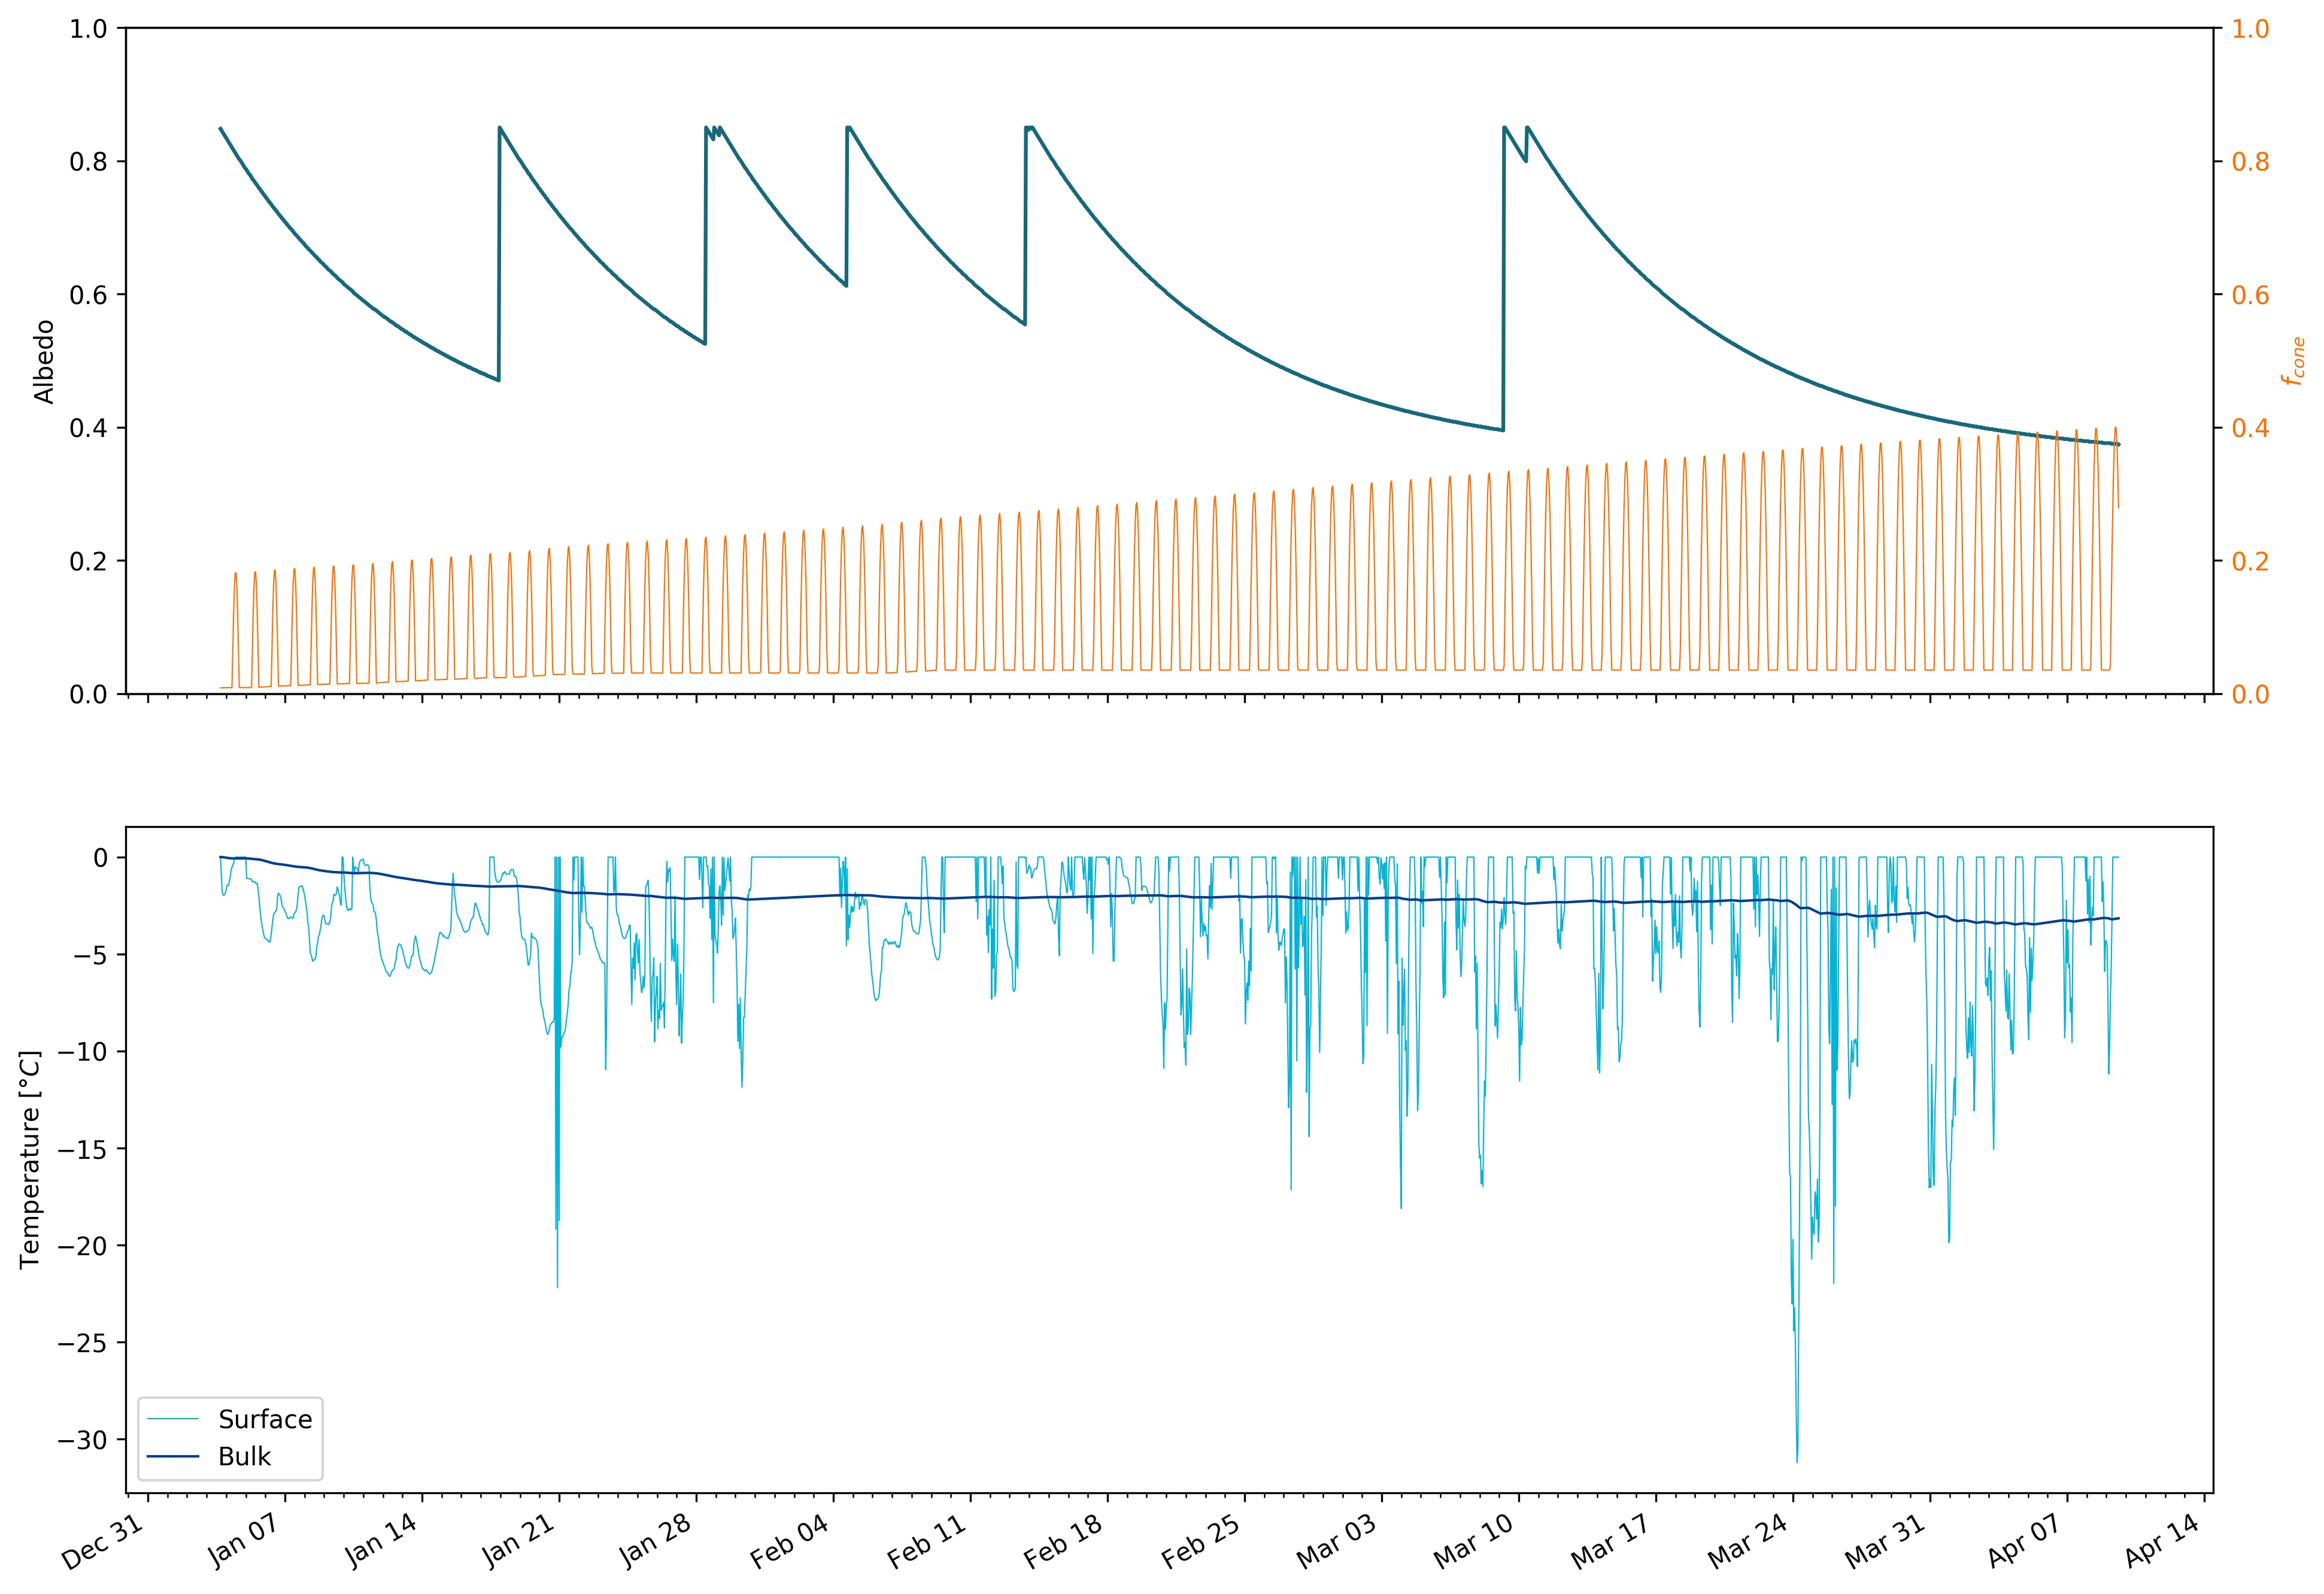 1.0
0.8
0.6
0.4
0.2
0.0
Albedo
1.0
0.8
0.6
0.4
0.2
0.0
fcone
0
−5
−10
−15
−20
−25
−30
Temperature [°C]
Surface
Bulk
Dec 31
Jan 07
Jan 14
Jan 21
Jan 28
Feb 04
Feb 11
Feb 18
Feb 25
Mar 03
Mar 10
Mar 17
Mar 24
Mar 31
Apr 07
Apr 14